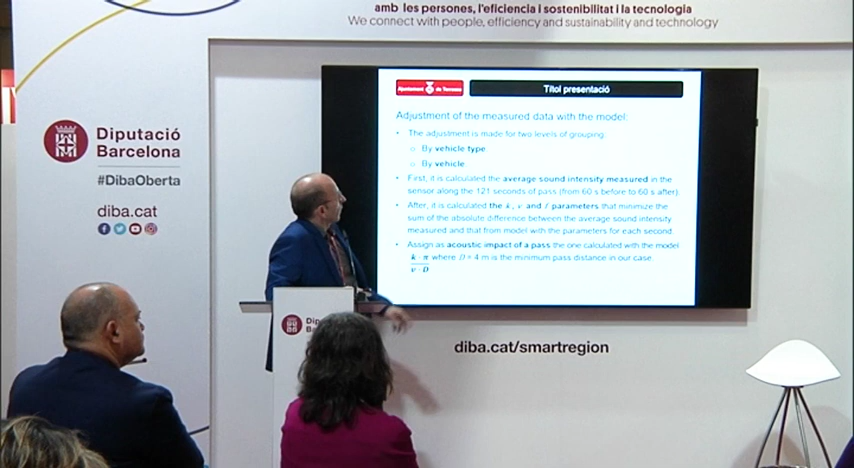 amb les persones, l'eficiencia i sostenibilitat i la tecnologia
We connect with people, efficiency and sustainability and technology
Diputació
Barcelona
#DibaOberta
diba.cat
Ajuntament de Terrassa
Títol presentació
Adjustment of the measured data with the model:
• The adjustment is made for two levels of grouping:
o By vehicle type
o By vehicle
• First, it is calculated the average sound intensity measured in the
sensor along the 121 seconds of pass (from 60 s before to 60 s after).
• After, it is calculated the k, v and l parameters that minimize the
sum of the absolute difference between the average sound intensity
measured and that from model with the parameters for each second.
• Assign as acoustic impact of a pass the one calculated with the model
k · π / v · D where D = 4 m is the minimum pass distance in our case.
diba.cat/smartregion